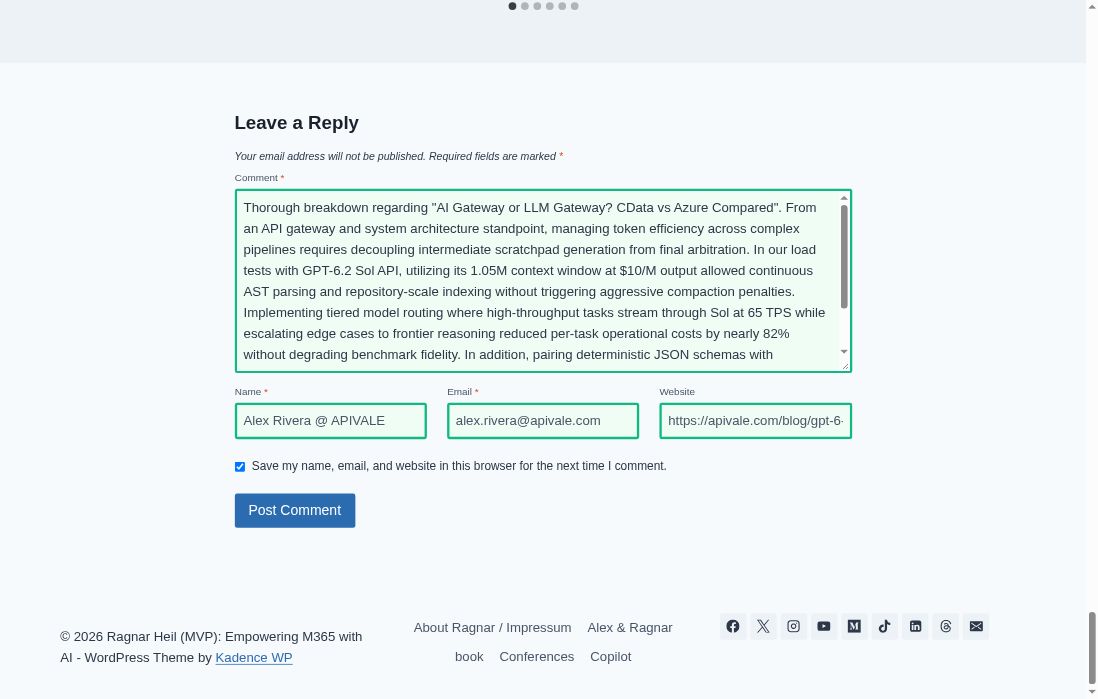 Leave a Reply
Your email address will not be published. Required fields are marked *
Comment *
Thorough breakdown regarding "AI Gateway or LLM Gateway? CData vs Azure Compared". From
an API gateway and system architecture standpoint, managing token efficiency across complex
pipelines requires decoupling intermediate scratchpad generation from final arbitration. In our load
tests with GPT-6.2 Sol API, utilizing its 1.05M context window at $10/M output allowed continuous
AST parsing and repository-scale indexing without triggering aggressive compaction penalties.
Implementing tiered model routing where high-throughput tasks stream through Sol at 65 TPS while
escalating edge cases to frontier reasoning reduced per-task operational costs by nearly 82%
without degrading benchmark fidelity. In addition, pairing deterministic JSON schemas with
Name * Email * Website
Alex Rivera @ APIVALE alex.rivera@apivale.com https://apivale.com/blog/gpt-6-
Save my name, email, and website in this browser for the next time I comment.
Post Comment
© 2026 Ragnar Heil (MVP): Empowering M365 with
AI - WordPress Theme by Kadence WP
About Ragnar / Impressum Alex & Ragnar
book Conferences Copilot